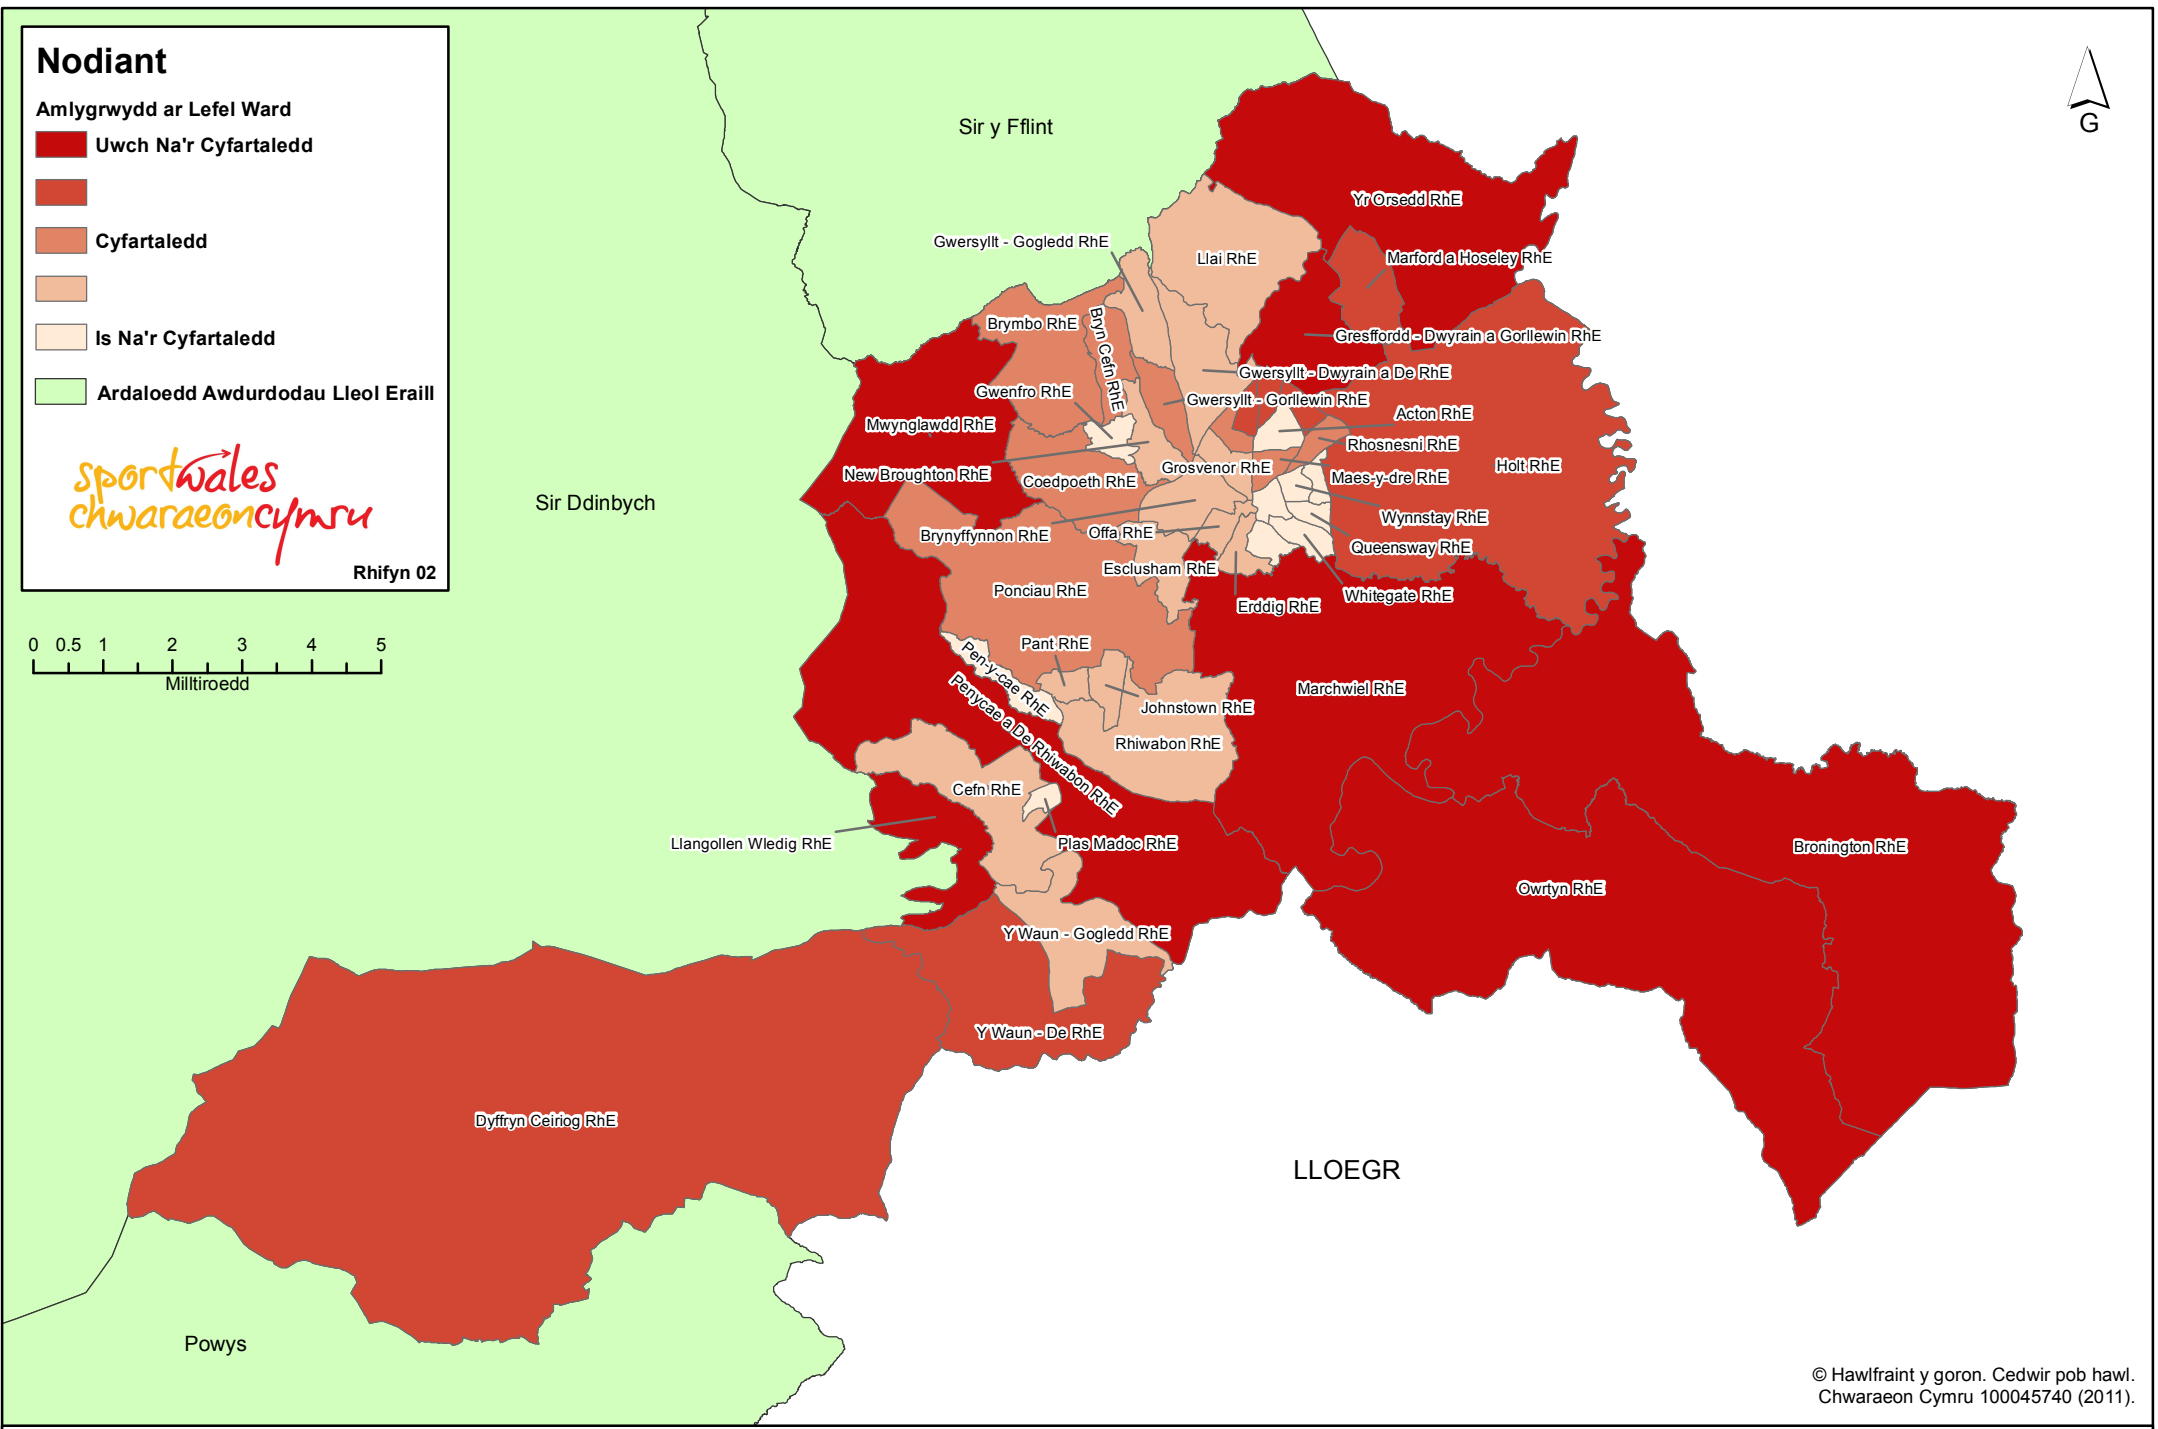 Nodiant
Amlygrwydd ar Lefel Ward
Uwch Na'r Cyfartaledd
Cyfartaledd
Is Na'r Cyfartaledd
Ardaloedd Awdurdodau Lleol Eraill
sportwales
chwaraeoncymru
Rhifyn 02
0 0.5 1 2 3 4 5
Milltiroedd
G
Sir y Fflint
Yr Orsedd RhE
Gwersyllt - Gogledd RhE
Llai RhE
Marford a Hoseley RhE
Brymbo RhE
Bryn Cefn RhE
Gresffordd - Dwyrain a Gorllewin RhE
Gwersyllt - Dwyrain a De RhE
Gwenfro RhE
Gwersyllt - Gorllewin RhE
Acton RhE
Mwynglawdd RhE
Rhosnesni RhE
New Broughton RhE
Coedpoeth RhE
Grosvenor RhE
Maes-y-dre RhE
Holt RhE
Sir Ddinbych
Wynnstay RhE
Brynyffynnon RhE
Offa RhE
Queensway RhE
Esclusham RhE
Ponciau RhE
Erddig RhE
Whitegate RhE
Pant RhE
Pen-y-cae RhE
Penycae a De Rhiwabon RhE
Marchwiel RhE
Johnstown RhE
Rhiwabon RhE
Cefn RhE
Llangollen Wledig RhE
Plas Madoc RhE
Bronington RhE
Owrtyn RhE
Y Waun - Gogledd RhE
Y Waun - De RhE
Dyffryn Ceiriog RhE
LLOEGR
Powys
© Hawlfraint y goron. Cedwir pob hawl.
Chwaraeon Cymru 100045740 (2011).